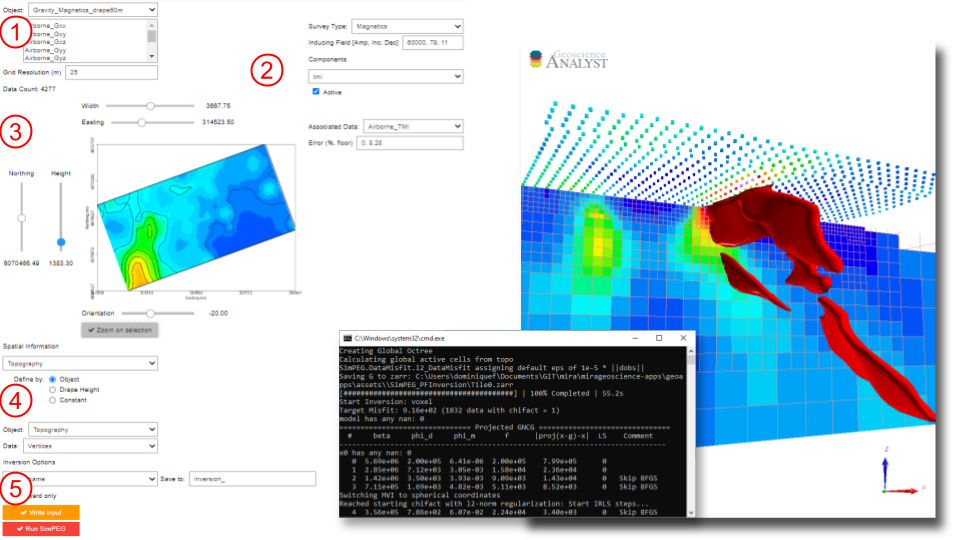 Object: Gravity_Magnetics_drape60m
1
Airborne_Gxx
Airborne_Gxy
Airborne_Gxz
Airborne_Gyy
Airborne_Gyz
Grid Resolution (m) 25
Data Count: 4277
2
Survey Type: Magnetics
Inducing Field [Amp, Inc, Dec] 60000, 79, 11
Components
tmi
Active
Associated Data: Airborne_TMI
Error (%, floor) 0, 8.28
3
Width 3667.75
Easting 314523.50
Northing Height
6070466.49 1383.30
Northing (m)
Easting (m)
Orientation -20.00
✔ Zoom on selection
Spatial Information
Topography
4
Define by: Object
Drape Height
Constant
Object: Topography
Data: Vertices
Inversion Options
5
name Save to: Inversion_
ward only
✔ Write input
✔ Run SimPEG
Geoscience
ANALYST
C:\Windows\system32\cmd.exe
Creating Global Octree
Calculating global active cells from topo
SimPEG.DataMisfit.l2_DataMisfit assigning default eps of 1e-5 * ||dobs||
Saving G to zarr: C:\Users\dominiquef\Documents\GIT\mira\mirageoscience-apps\geoa
pps\assets\\SimPEG_PFInversion\Tile0.zarr
[########################################] | 100% Completed | 55.2s
Start Inversion: voxel
Target Misfit: 9.16e+02 (1832 data with chifact = 1)
model has any nan: 0
=============================== Projected GNCG ===============================
# beta phi_d phi_m f |proj(x-g)-x| LS Comment
-----------------------------------------------------------------------------
x0 has any nan: 0
0 5.69e+06 2.00e+05 6.41e-06 2.00e+05 7.99e+05 0
1 2.85e+06 7.12e+03 3.05e-03 1.58e+04 2.36e+04 0
2 1.42e+06 3.50e+03 3.93e-03 9.09e+03 1.43e+04 0 Skip BFGS
3 7.11e+05 1.69e+03 4.82e-03 5.11e+03 8.52e+03 0 Skip BFGS
Switching MVI to spherical coordinates
Reached starting chifact with l2-norm regularization: Start IRLS steps...
4 3.56e+05 7.86e+02 6.07e-02 2.24e+04 3.40e+03 0 Skip BFGS
Z
X